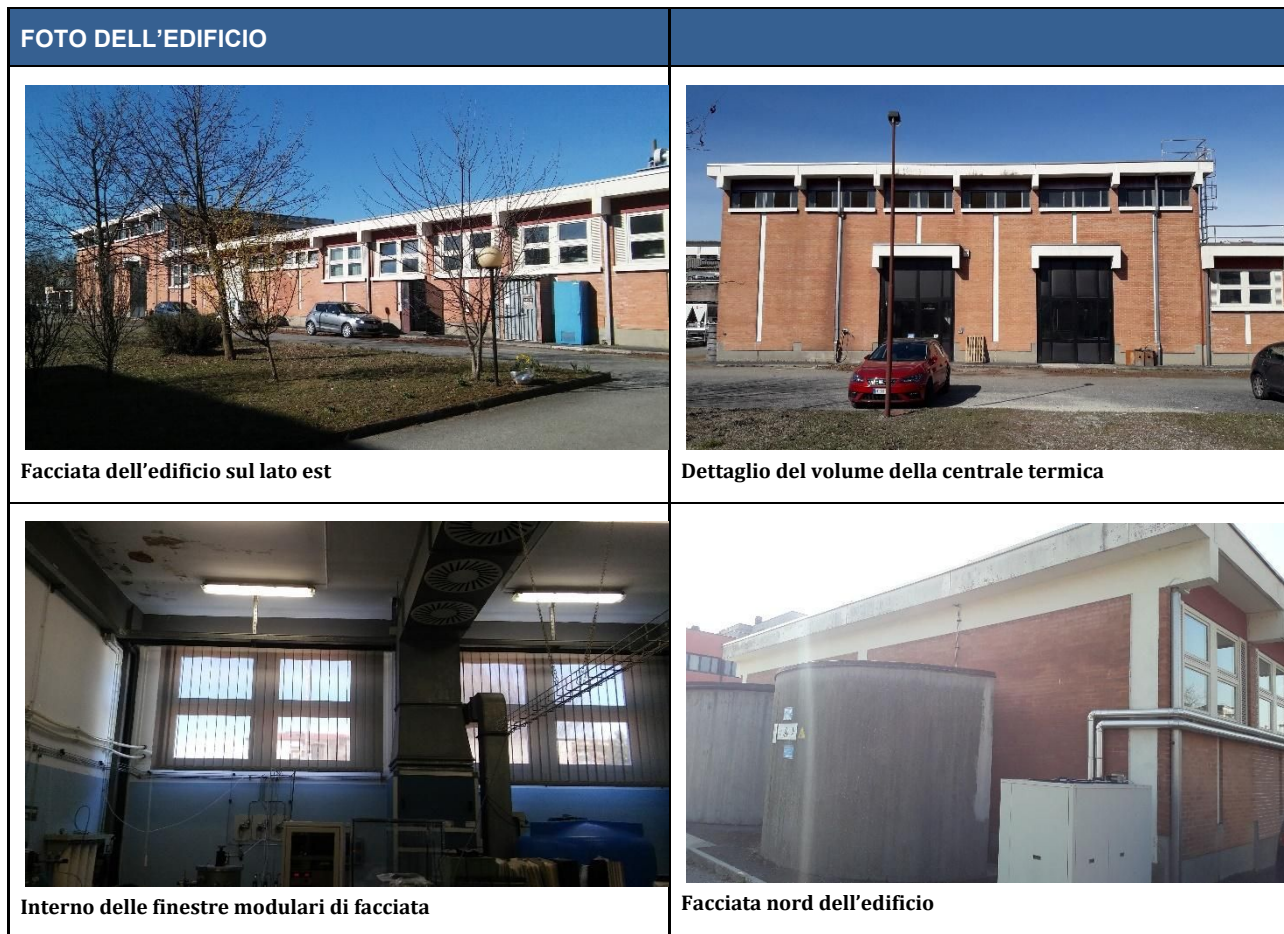 FOTO DELL'EDIFICIO
Facciata dell'edificio sul lato est
Dettaglio del volume della centrale termica
Interno delle finestre modulari di facciata
Facciata nord dell'edificio